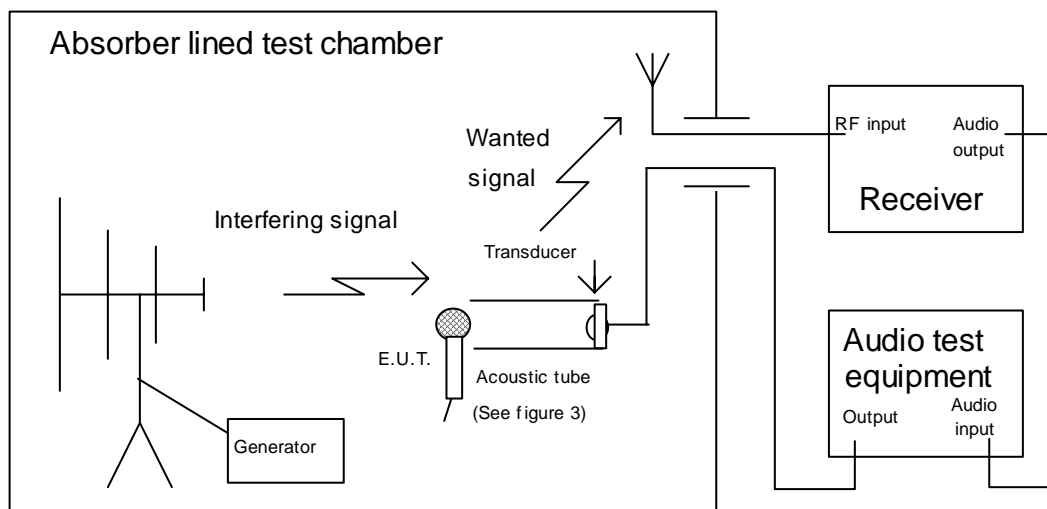 Absorber lined test chamber
Wanted
signal
Interfering signal
Transducer
E.U.T.
Acoustic tube
(See figure 3)
Generator
RF input
Audio
output
Receiver
Audio test
equipment
Output
Audio
input